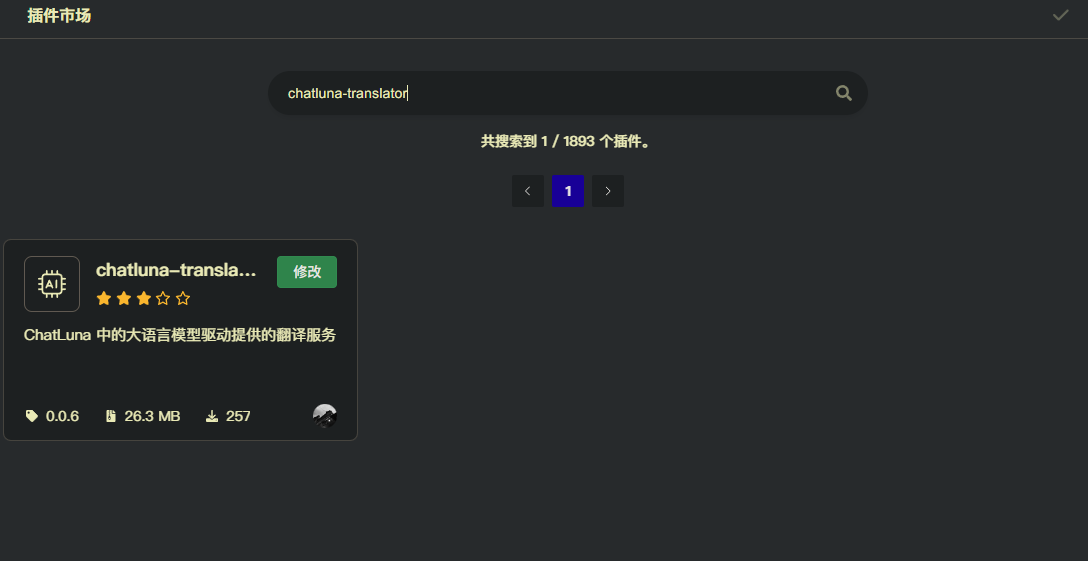 插件市场
chatluna-translator
共搜索到 1 / 1893 个插件。
1
chatluna-transla...
修改
AI
ChatLuna 中的大语言模型驱动提供的翻译服务
0.0.6 26.3 MB 257